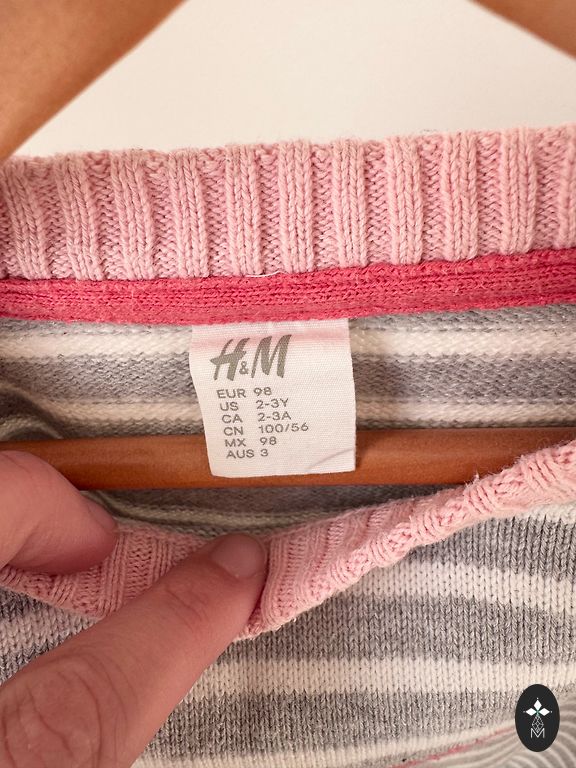 H&M
EUR 98
US 2-3Y
CA 2-3A
CN 100/56
MX 98
AUS 3
M